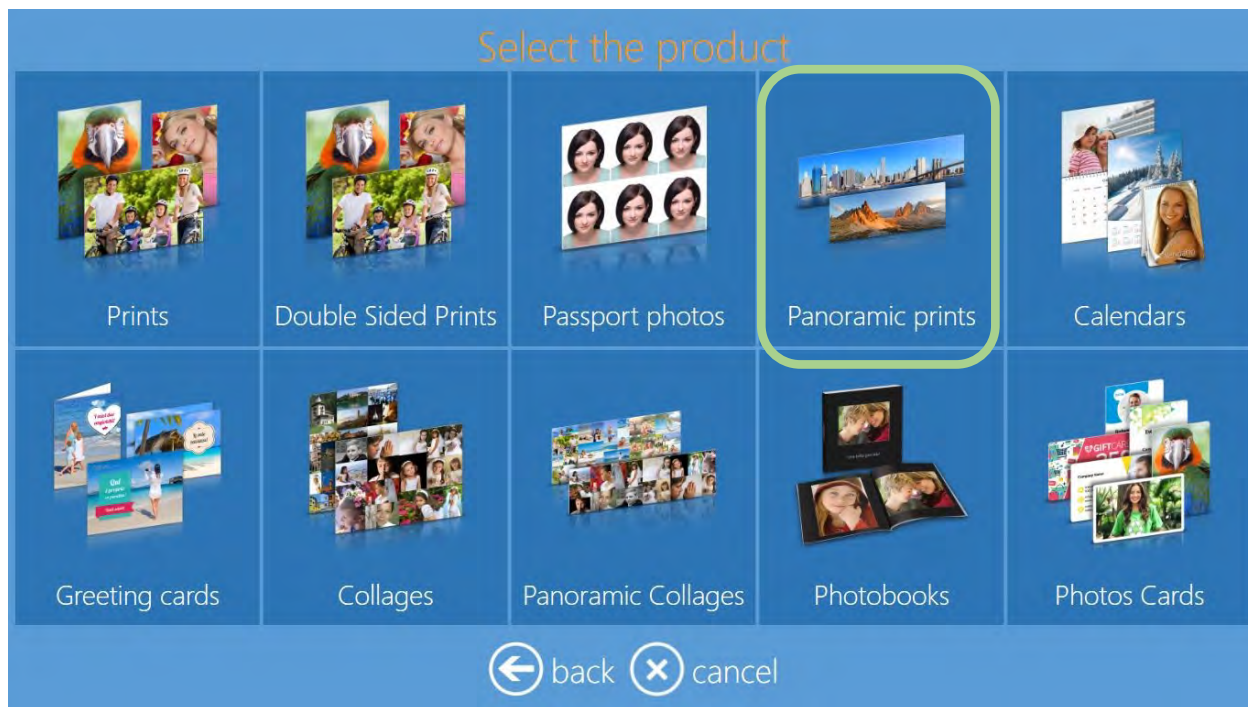 Select the product
Prints
Double Sided Prints
Passport photos
Panoramic prints
Calendars
Greeting cards
Collages
Panoramic Collages
Photobooks
Photos Cards
back
cancel